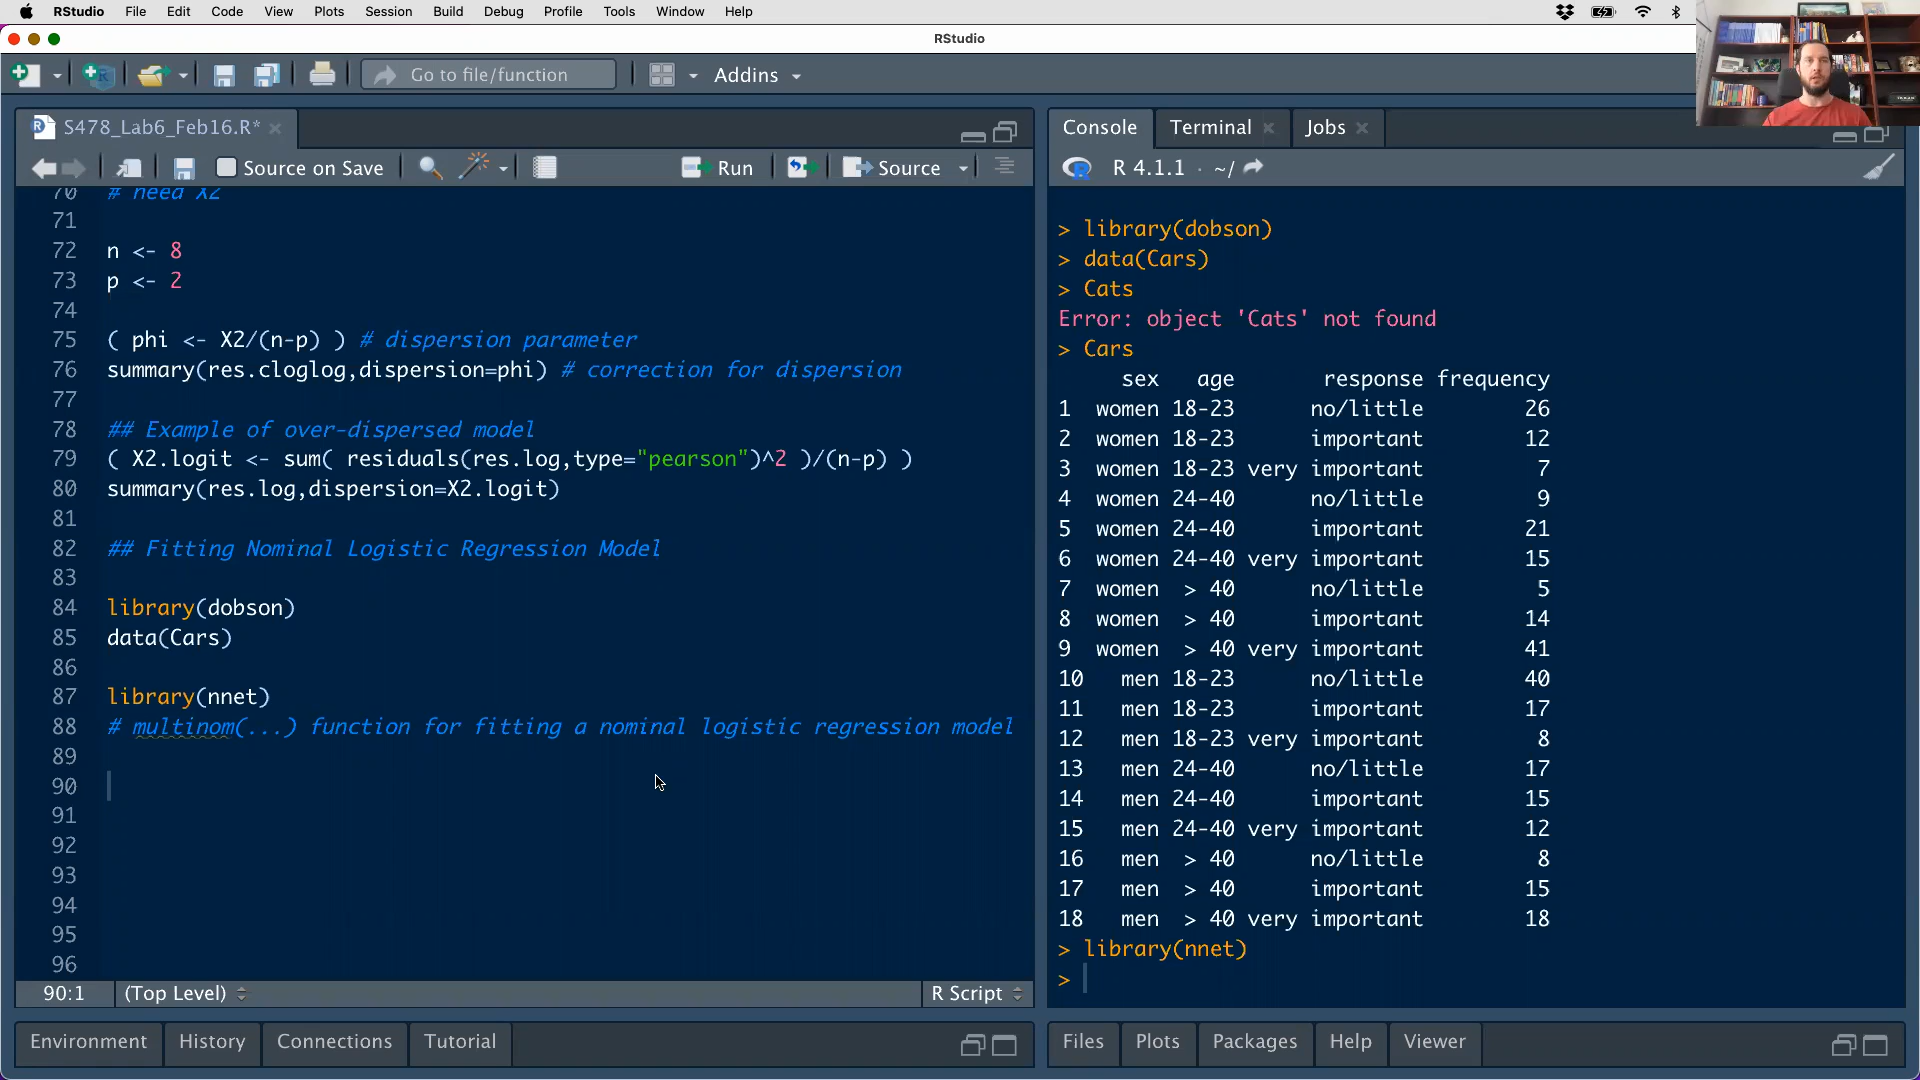 RStudio File Edit Code View Plots Session Build Debug Profile Tools Window Help
RStudio
Go to file/function
Addins
S478_Lab6_Feb16.R*
Source on Save
Run
Source
70 # need X2
71
72 n <- 8
73 p <- 2
74
75 ( phi <- X2/(n-p) ) # dispersion parameter
76 summary(res.cloglog,dispersion=phi) # correction for dispersion
77
78 ## Example of over-dispersed model
79 ( X2.logit <- sum( residuals(res.log,type="pearson")^2 )/(n-p) )
80 summary(res.log,dispersion=X2.logit)
81
82 ## Fitting Nominal Logistic Regression Model
83
84 library(dobson)
85 data(Cars)
86
87 library(nnet)
88 # multinom(...) function for fitting a nominal logistic regression model
89
90
91
92
93
94
95
96
90:1 (Top Level) R Script
Environment History Connections Tutorial
Console Terminal Jobs
R 4.1.1 · ~/
> library(dobson)
> data(Cars)
> Cats
Error: object 'Cats' not found
> Cars
sex age response frequency
1 women 18-23 no/little 26
2 women 18-23 important 12
3 women 18-23 very important 7
4 women 24-40 no/little 9
5 women 24-40 important 21
6 women 24-40 very important 15
7 women > 40 no/little 5
8 women > 40 important 14
9 women > 40 very important 41
10 men 18-23 no/little 40
11 men 18-23 important 17
12 men 18-23 very important 8
13 men 24-40 no/little 17
14 men 24-40 important 15
15 men 24-40 very important 12
16 men > 40 no/little 8
17 men > 40 important 15
18 men > 40 very important 18
> library(nnet)
>
Files Plots Packages Help Viewer